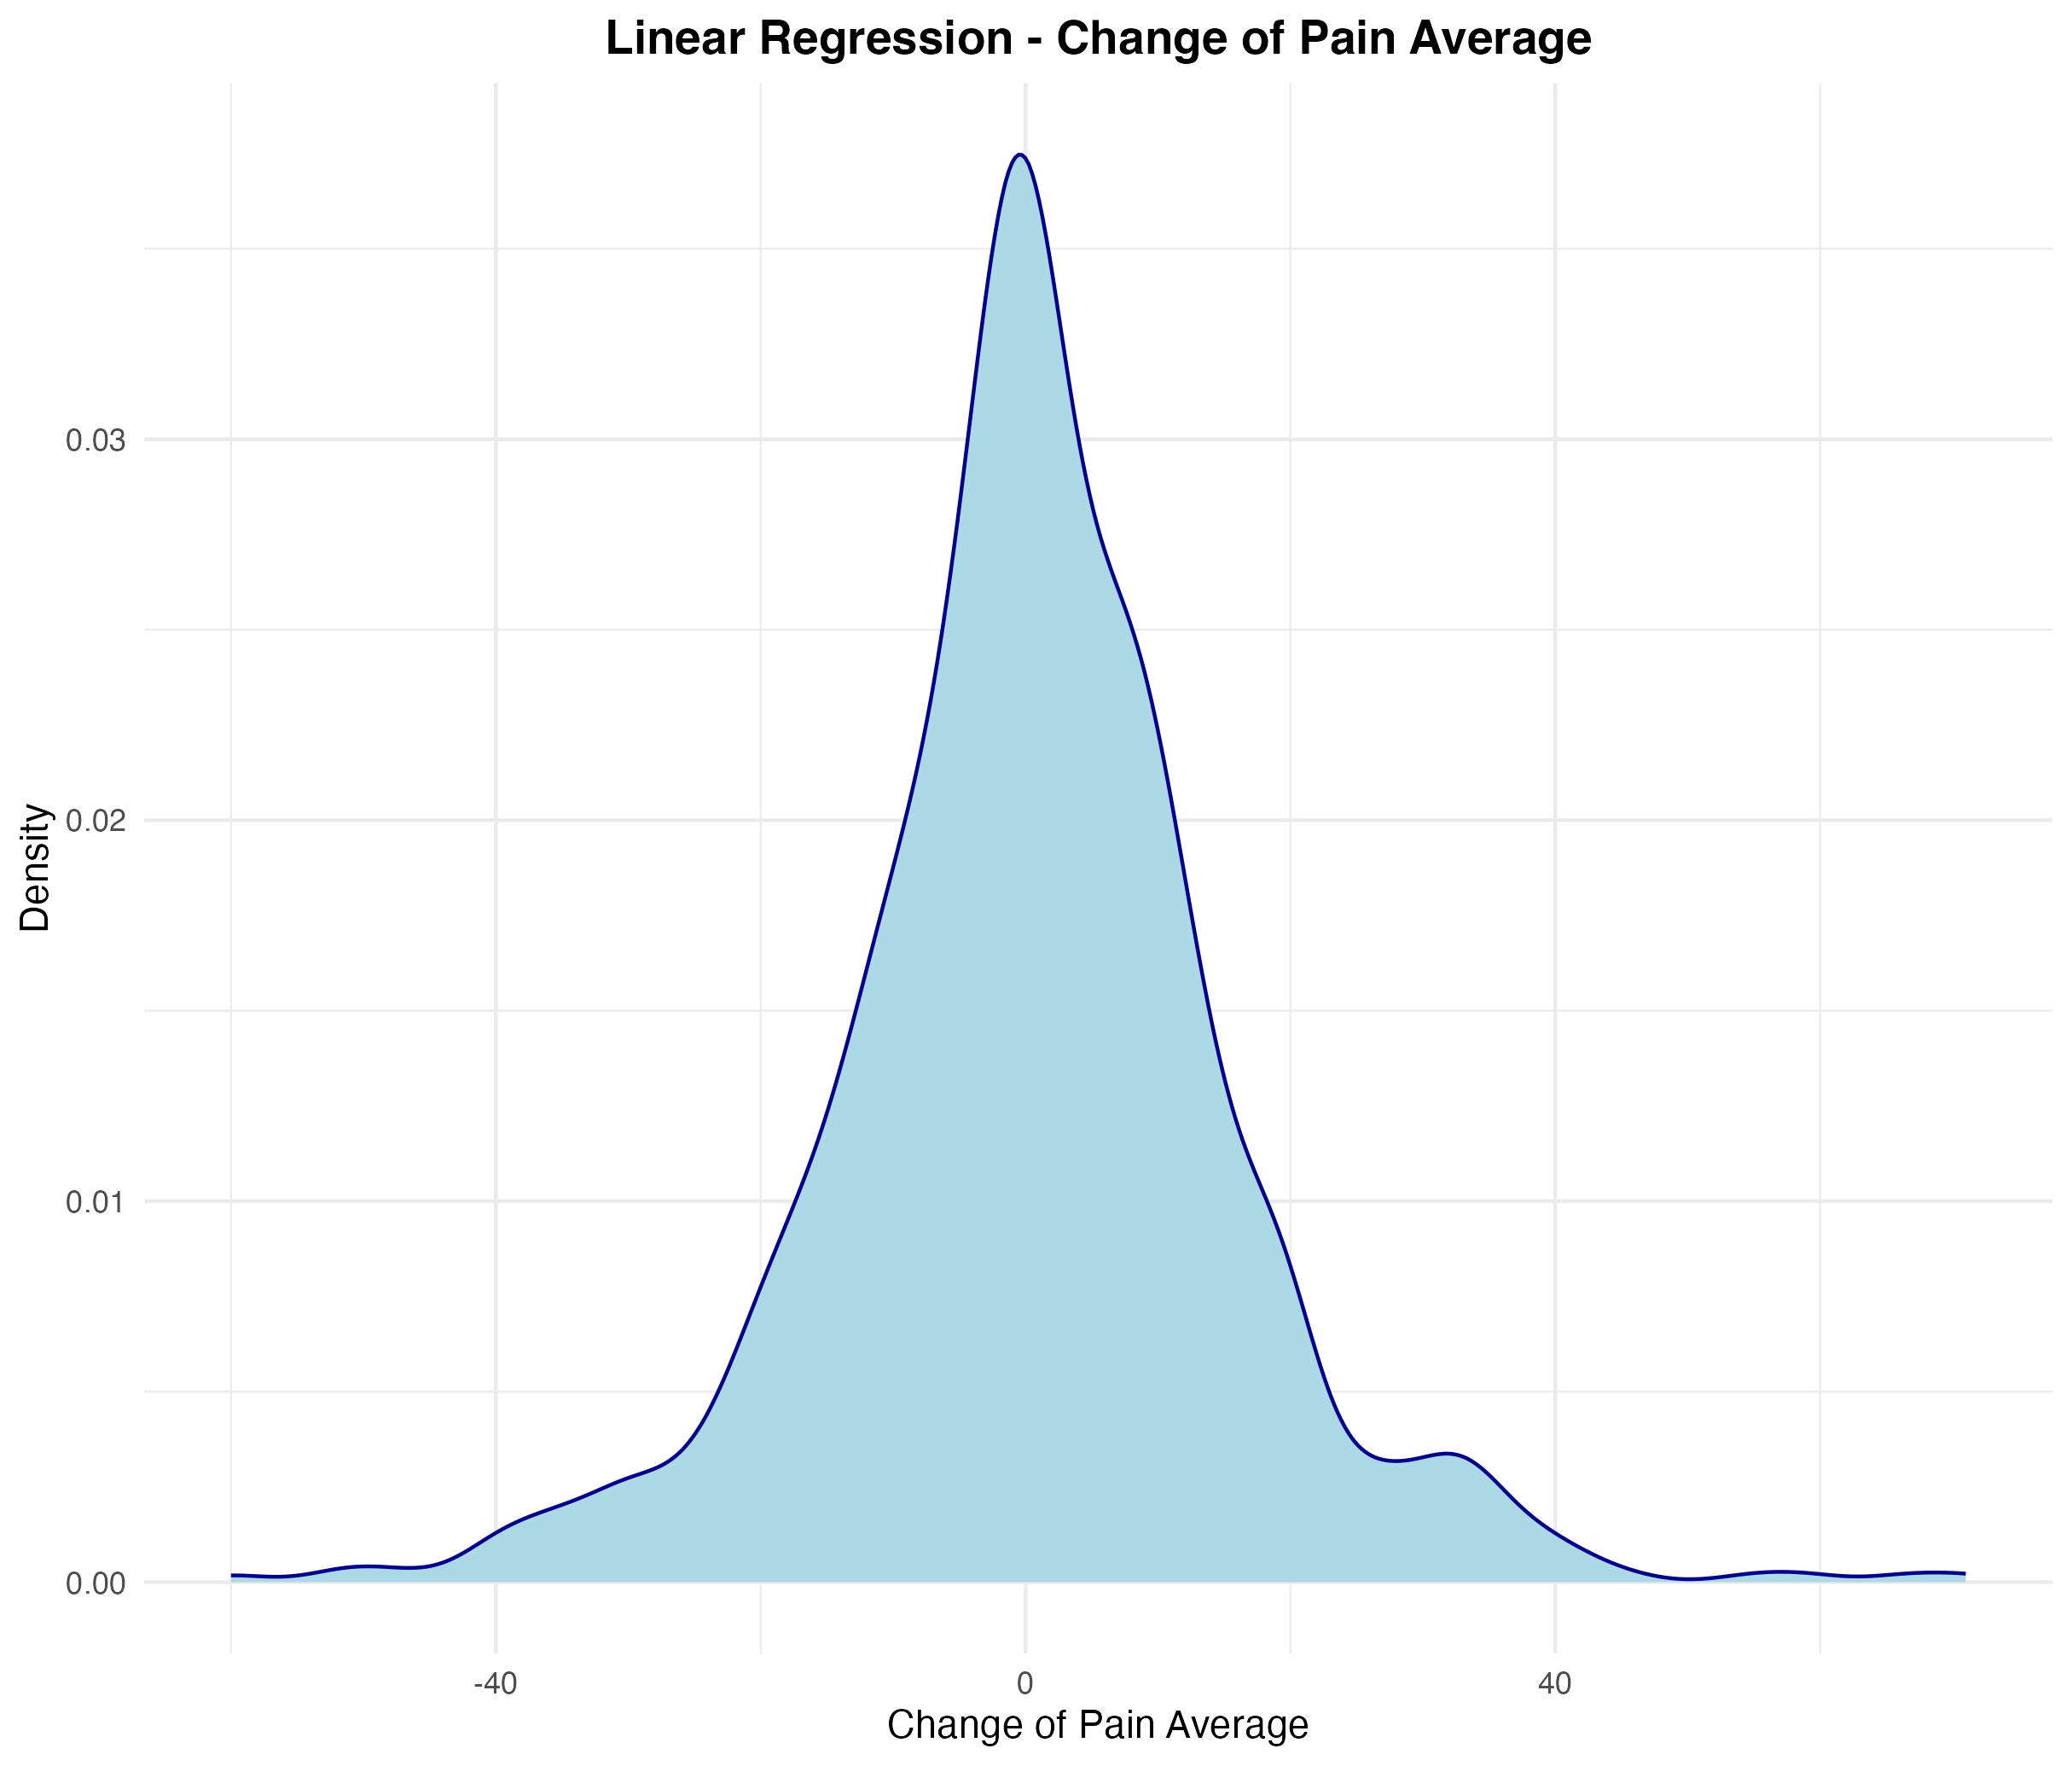 Linear Regression - Change of Pain Average
Density
0.03
0.02
0.01
0.00
-40
0
40
Change of Pain Average